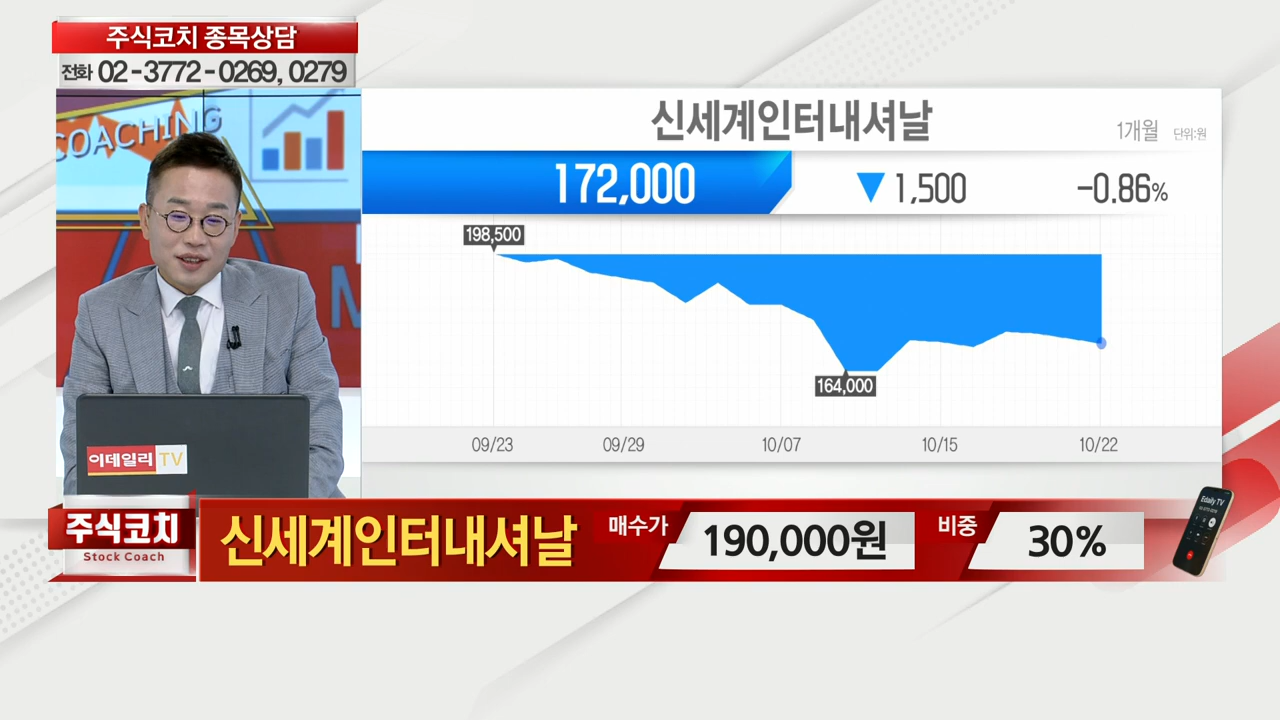 주식코치 종목상담
전화 02-3772-0269, 0279
COACHING
M
신세계인터내셔날
1개월 단위:원
172,000 ▼ 1,500 -0.86%
198,500
164,000
09/23 09/29 10/07 10/15 10/22
이데일리 TV
주식코치
Stock Coach
신세계인터내셔날 매수가 190,000원 비중 30%
Edaily TV